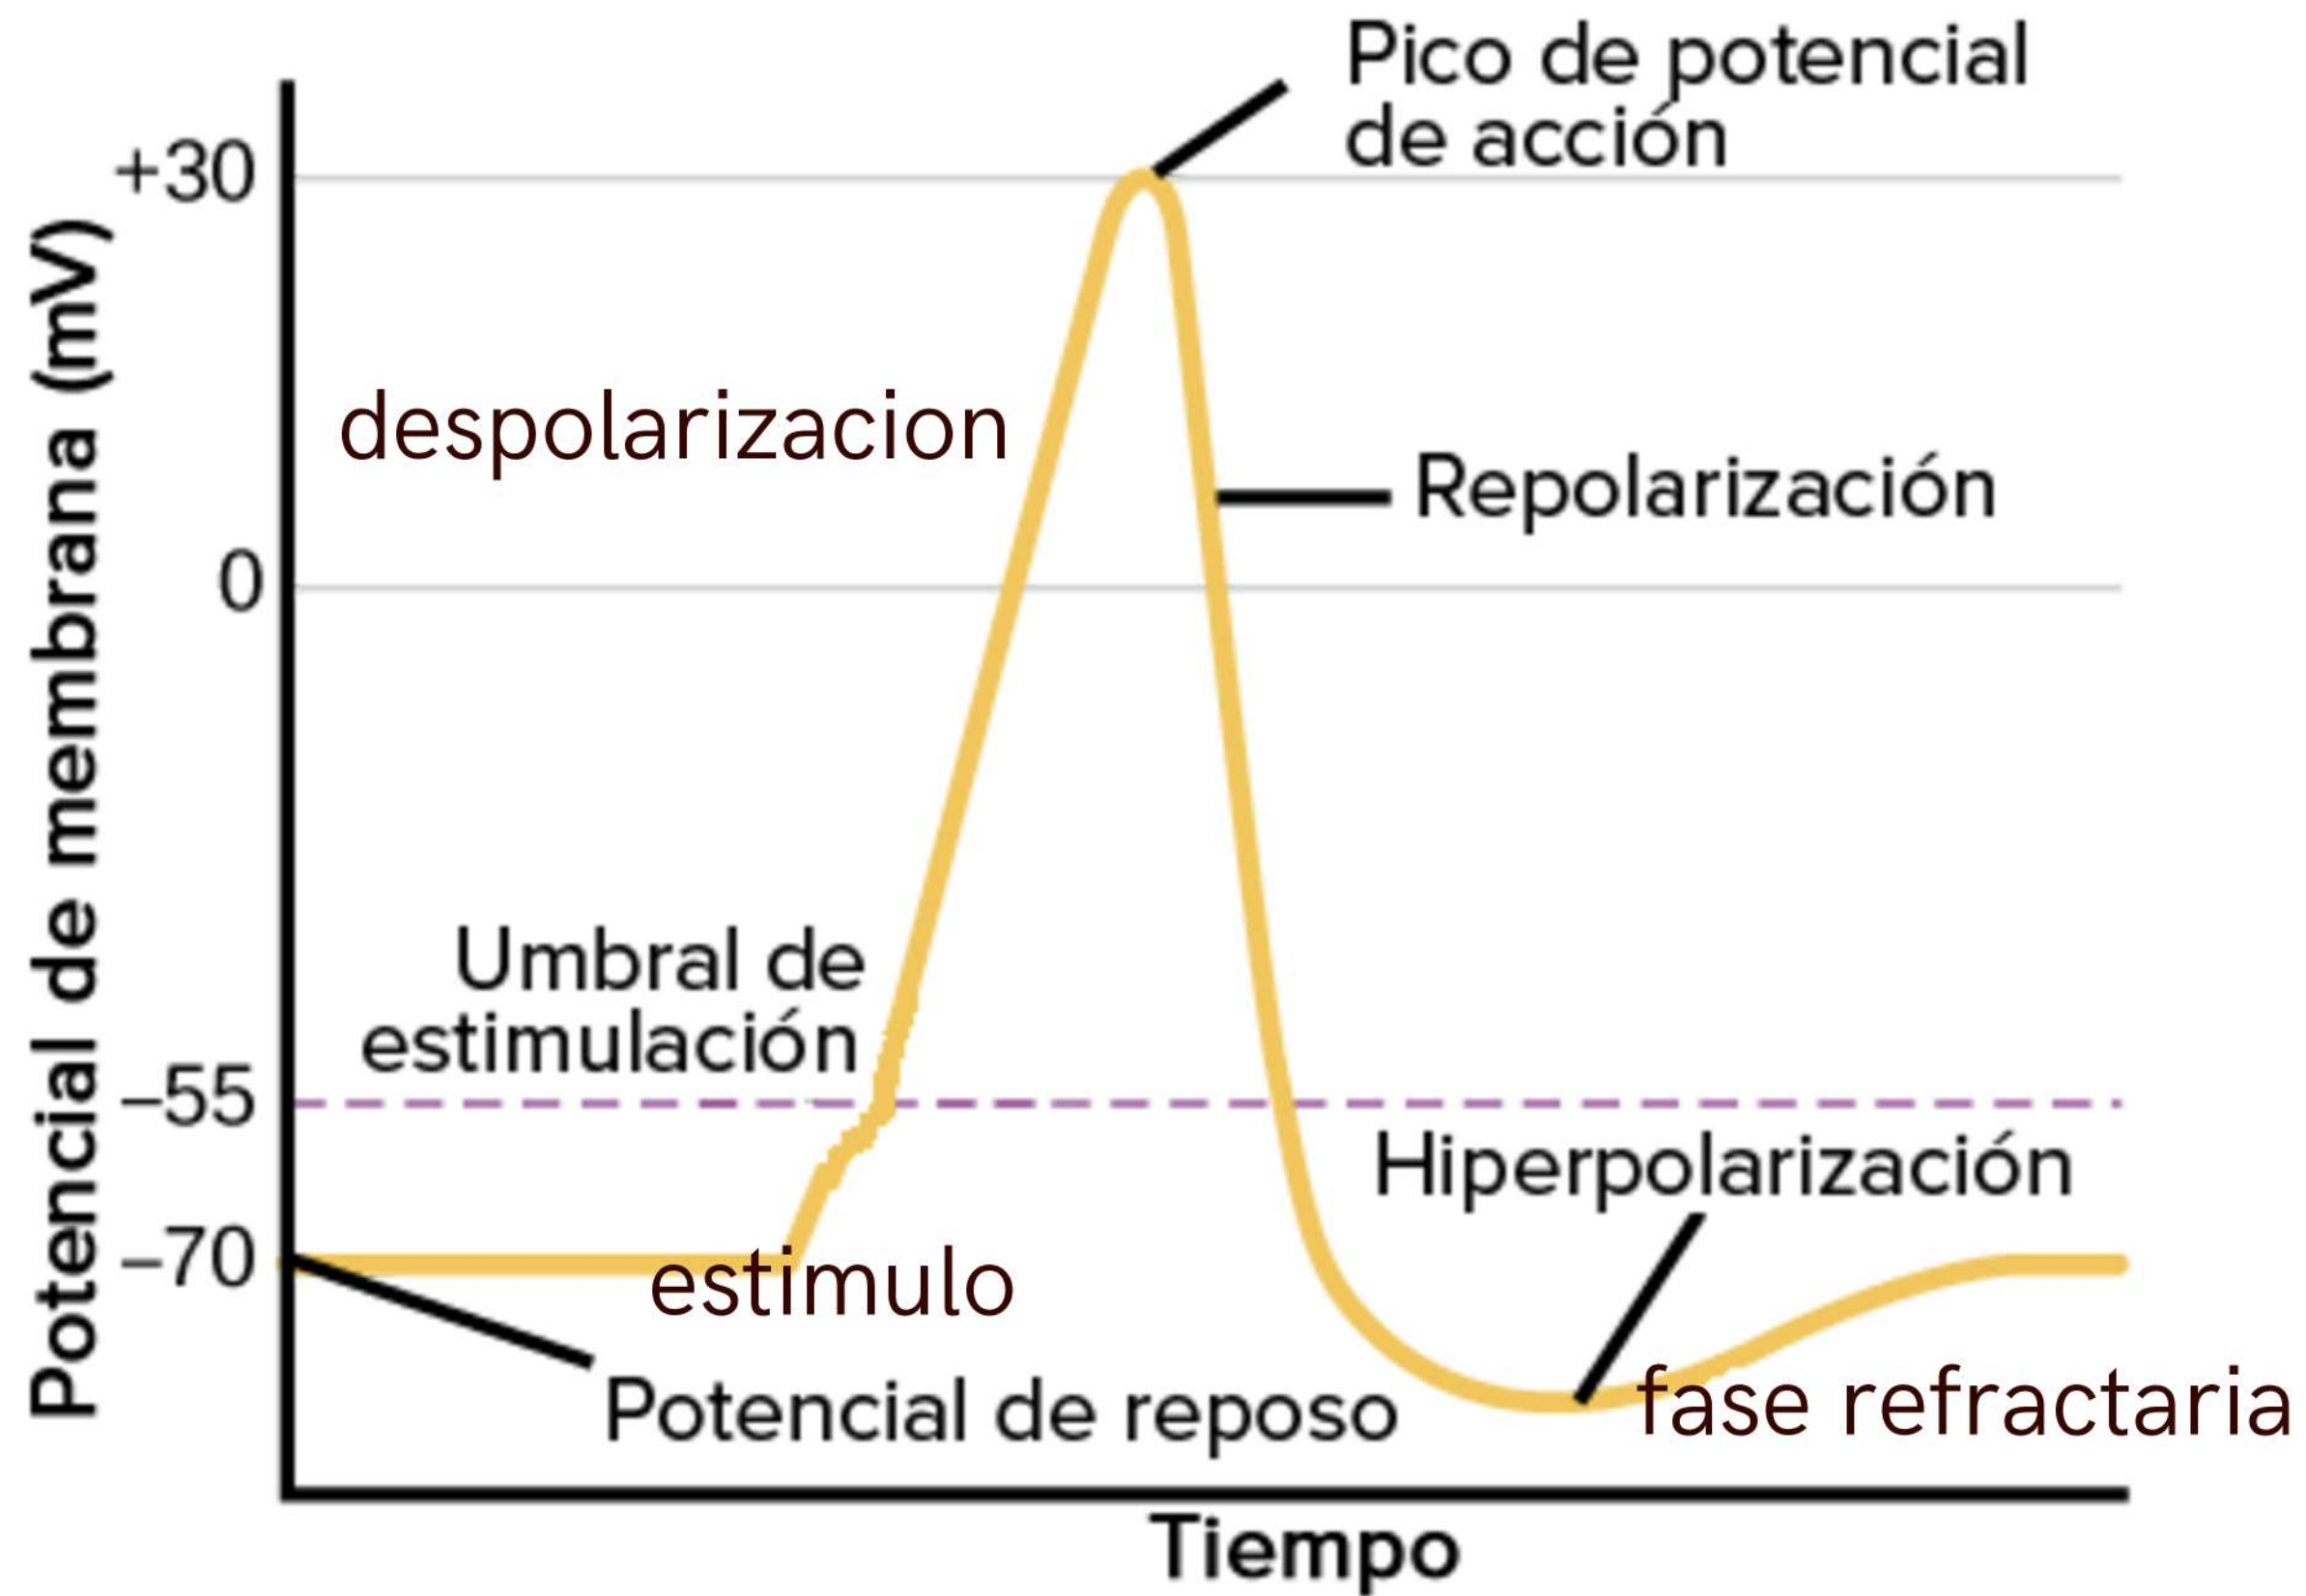 Pico de potencial
de acción
+30
despolarizacion
Repolarización
0
Umbral de
estimulación
−55
Hiperpolarización
−70
estimulo
Potencial de reposo
fase refractaria
Tiempo
Potencial de membrana (mV)